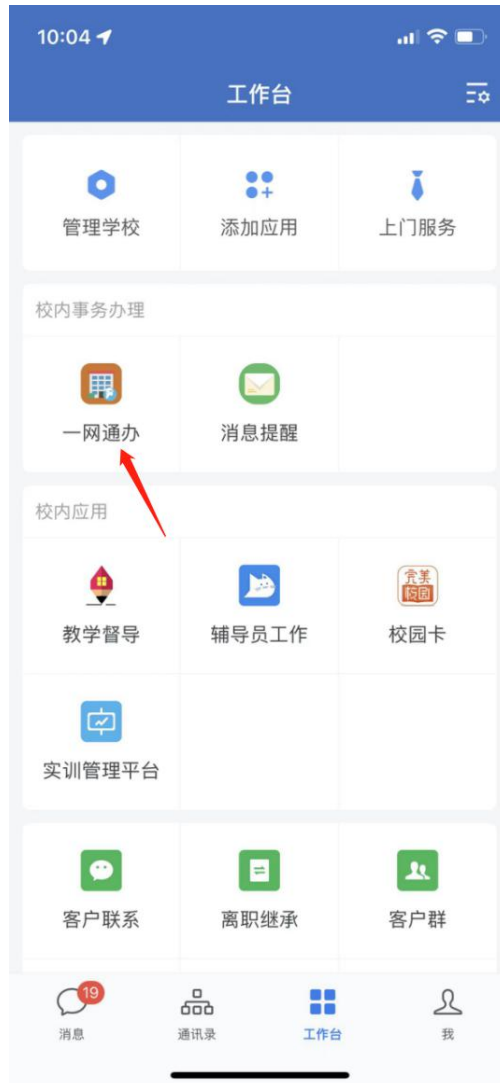 10:04
工作台
管理学校 添加应用 上门服务
校内事务办理
一网通办 消息提醒
校内应用
完美
校园
教学督导 辅导员工作 校园卡
实训管理平台
客户联系 离职继承 客户群
19
消息 通讯录 工作台 我